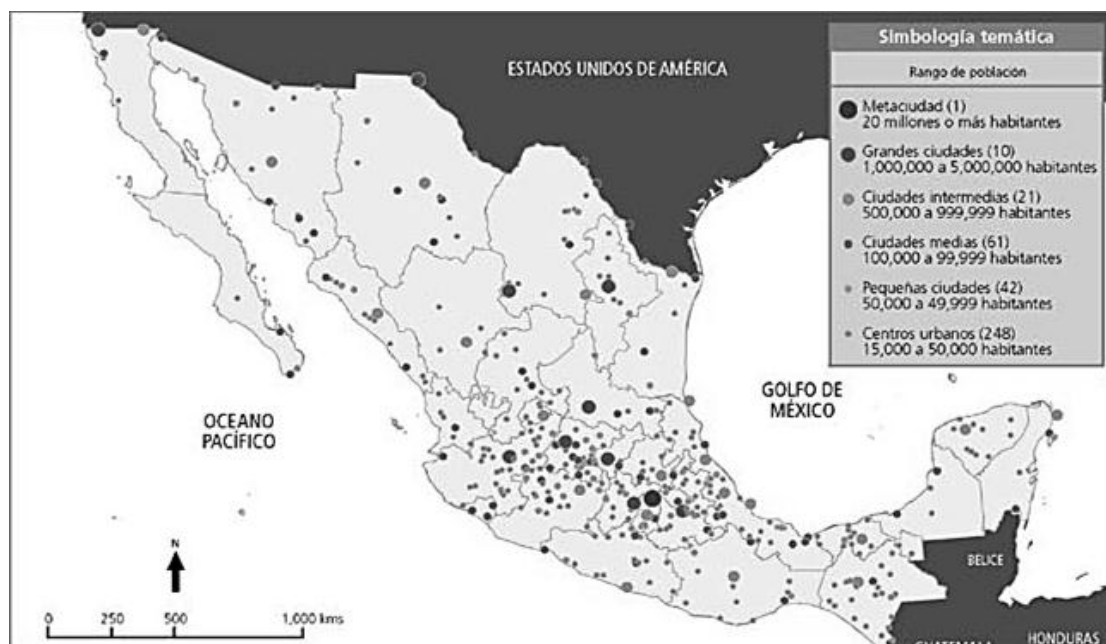 ESTADOS UNIDOS DE AMÉRICA
Simbología temática
Rango de población
Metaciudad (1)
20 millones o más habitantes
Grandes ciudades (10)
1,000,000 a 5,000,000 habitantes
Ciudades intermedias (21)
500,000 a 999,999 habitantes
Ciudades medias (61)
100,000 a 99,999 habitantes
Pequeñas ciudades (42)
50,000 a 49,999 habitantes
Centros urbanos (248)
15,000 a 50,000 habitantes
GOLFO DE
MÉXICO
OCEANO
PACÍFICO
N
BELICE
0 250 500 1,000 kms
GUATEMALA
HONDURAS